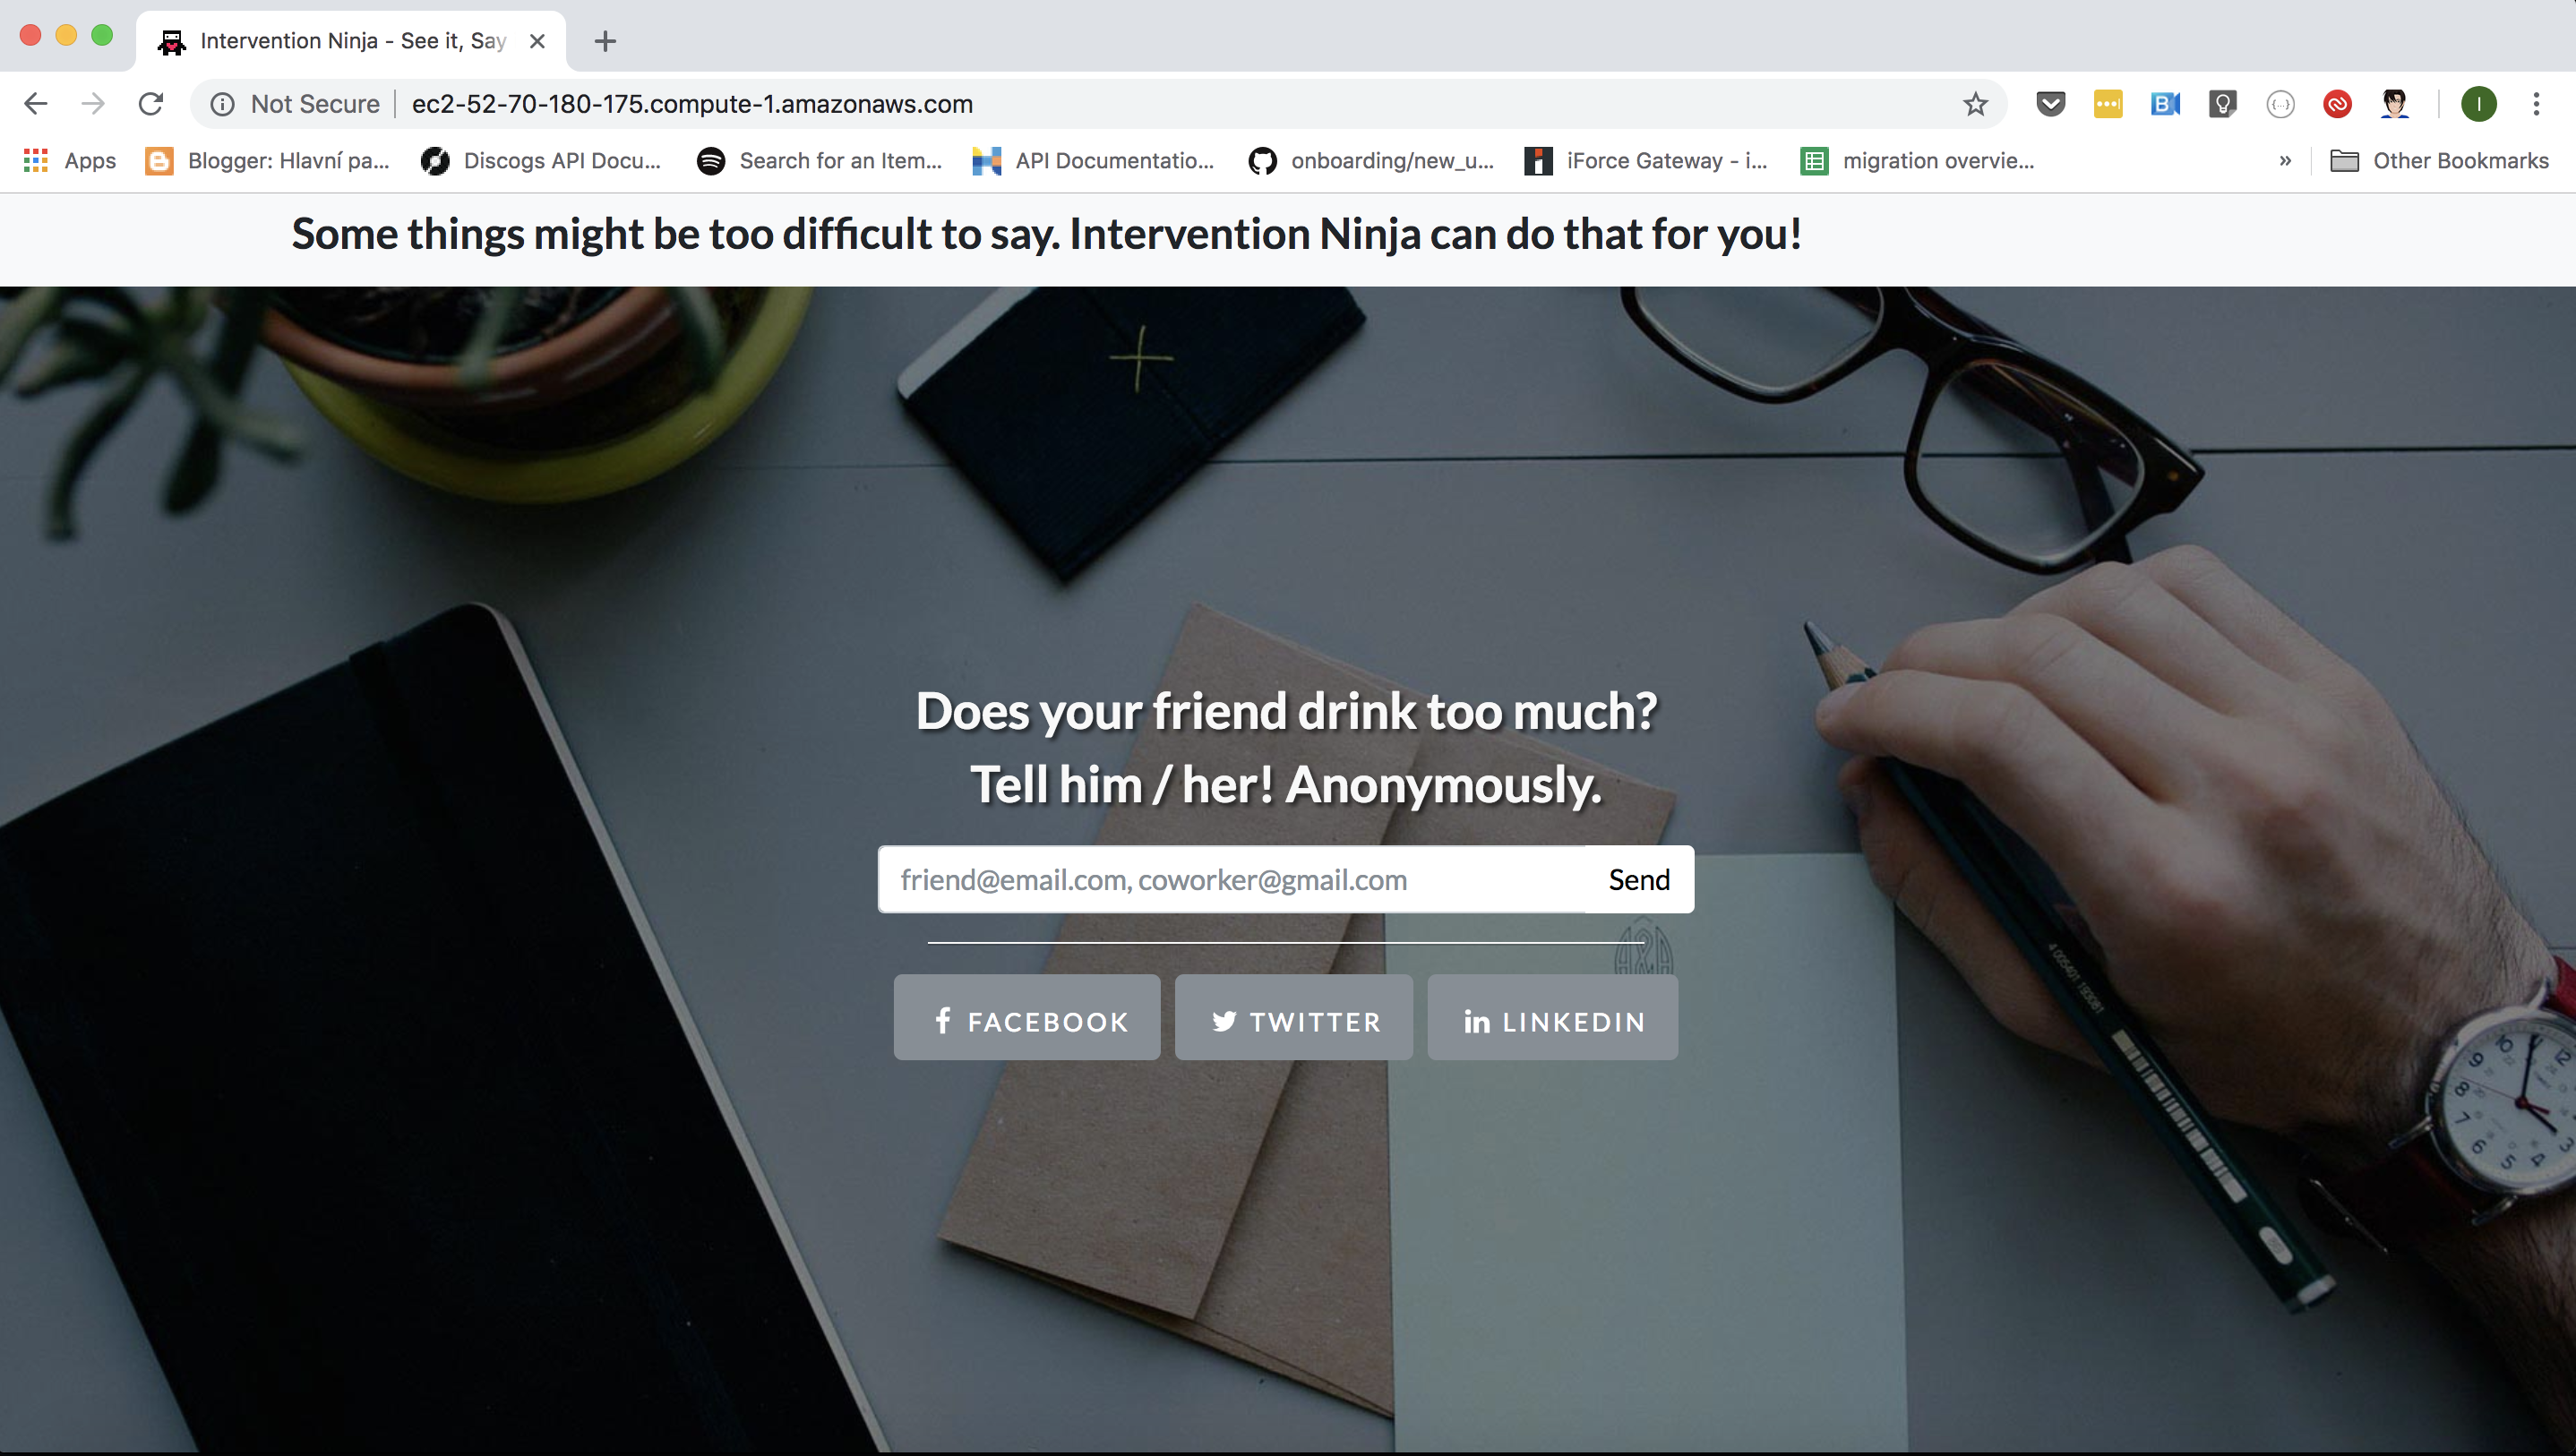 Intervention Ninja - See it, Say
Not Secure
ec2-52-70-180-175.compute-1.amazonaws.com
Apps
Blogger: Hlavní pa...
Discogs API Docu...
Search for an Item...
API Documentatio...
onboarding/new_u...
iForce Gateway - i...
migration overvie...
»
Other Bookmarks
Some things might be too difficult to say. Intervention Ninja can do that for you!
Does your friend drink too much?
Tell him / her! Anonymously.
friend@email.com, coworker@gmail.com
Send
FACEBOOK
TWITTER
LINKEDIN